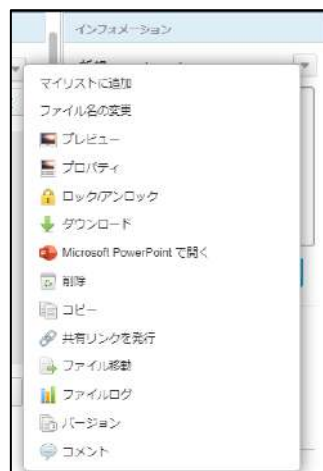 インフォメーション
マイリストに追加
ファイル名の変更
プレビュー
プロパティ
ロック/アンロック
ダウンロード
Microsoft PowerPoint で開く
削除
コピー
共有リンクを発行
ファイル移動
ファイルログ
バージョン
コメント